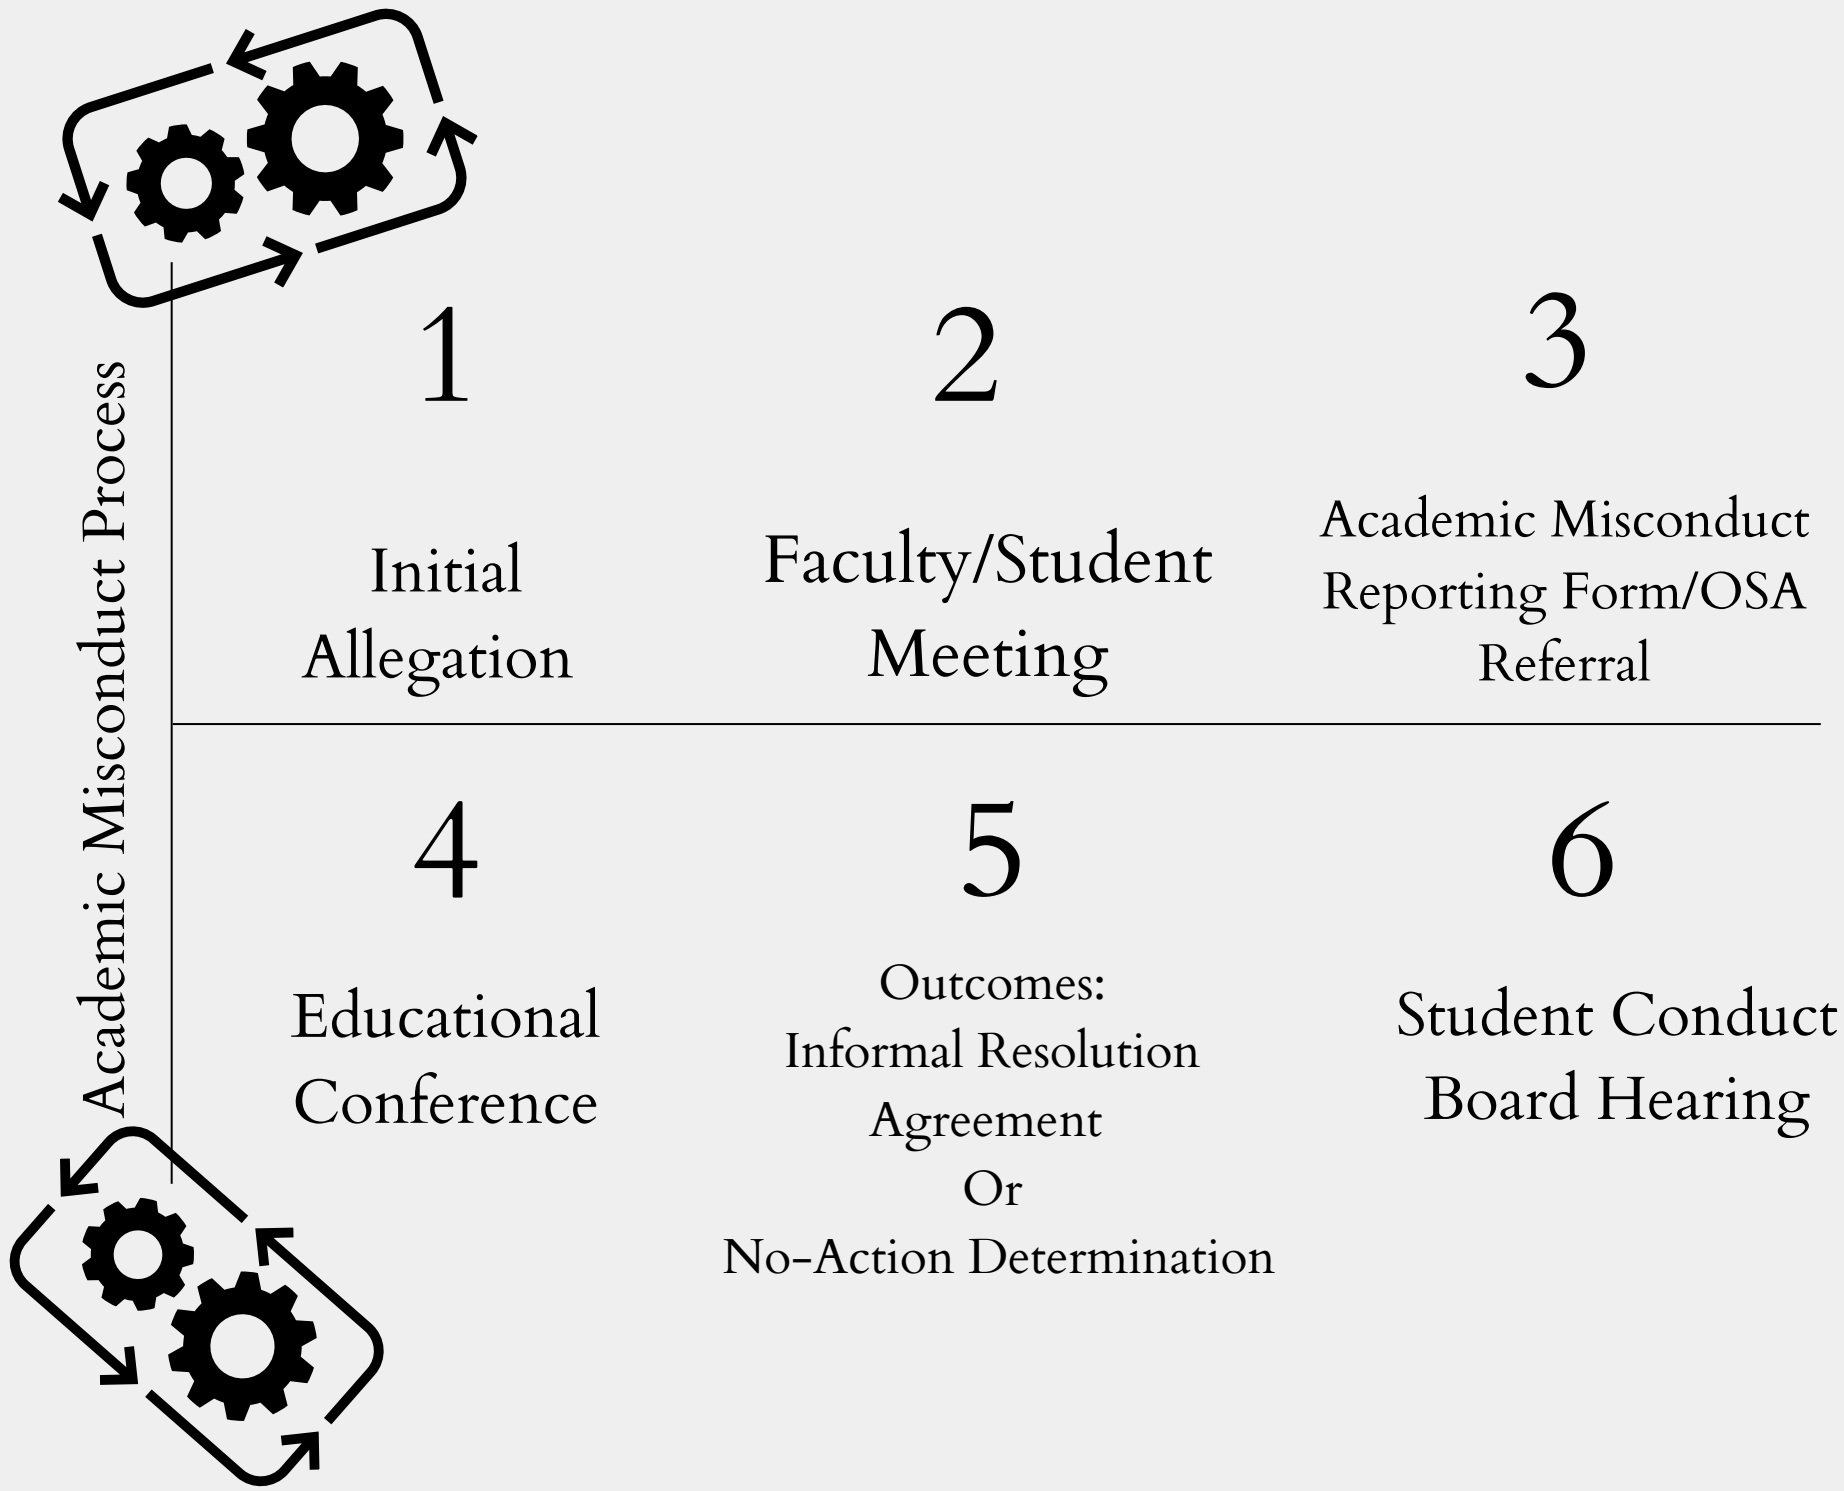 Academic Misconduct Process
1
Initial
Allegation
2
Faculty/Student
Meeting
3
Academic Misconduct
Reporting Form/OSA
Referral
4
Educational
Conference
5
Outcomes:
Informal Resolution
Agreement
Or
No-Action Determination
6
Student Conduct
Board Hearing